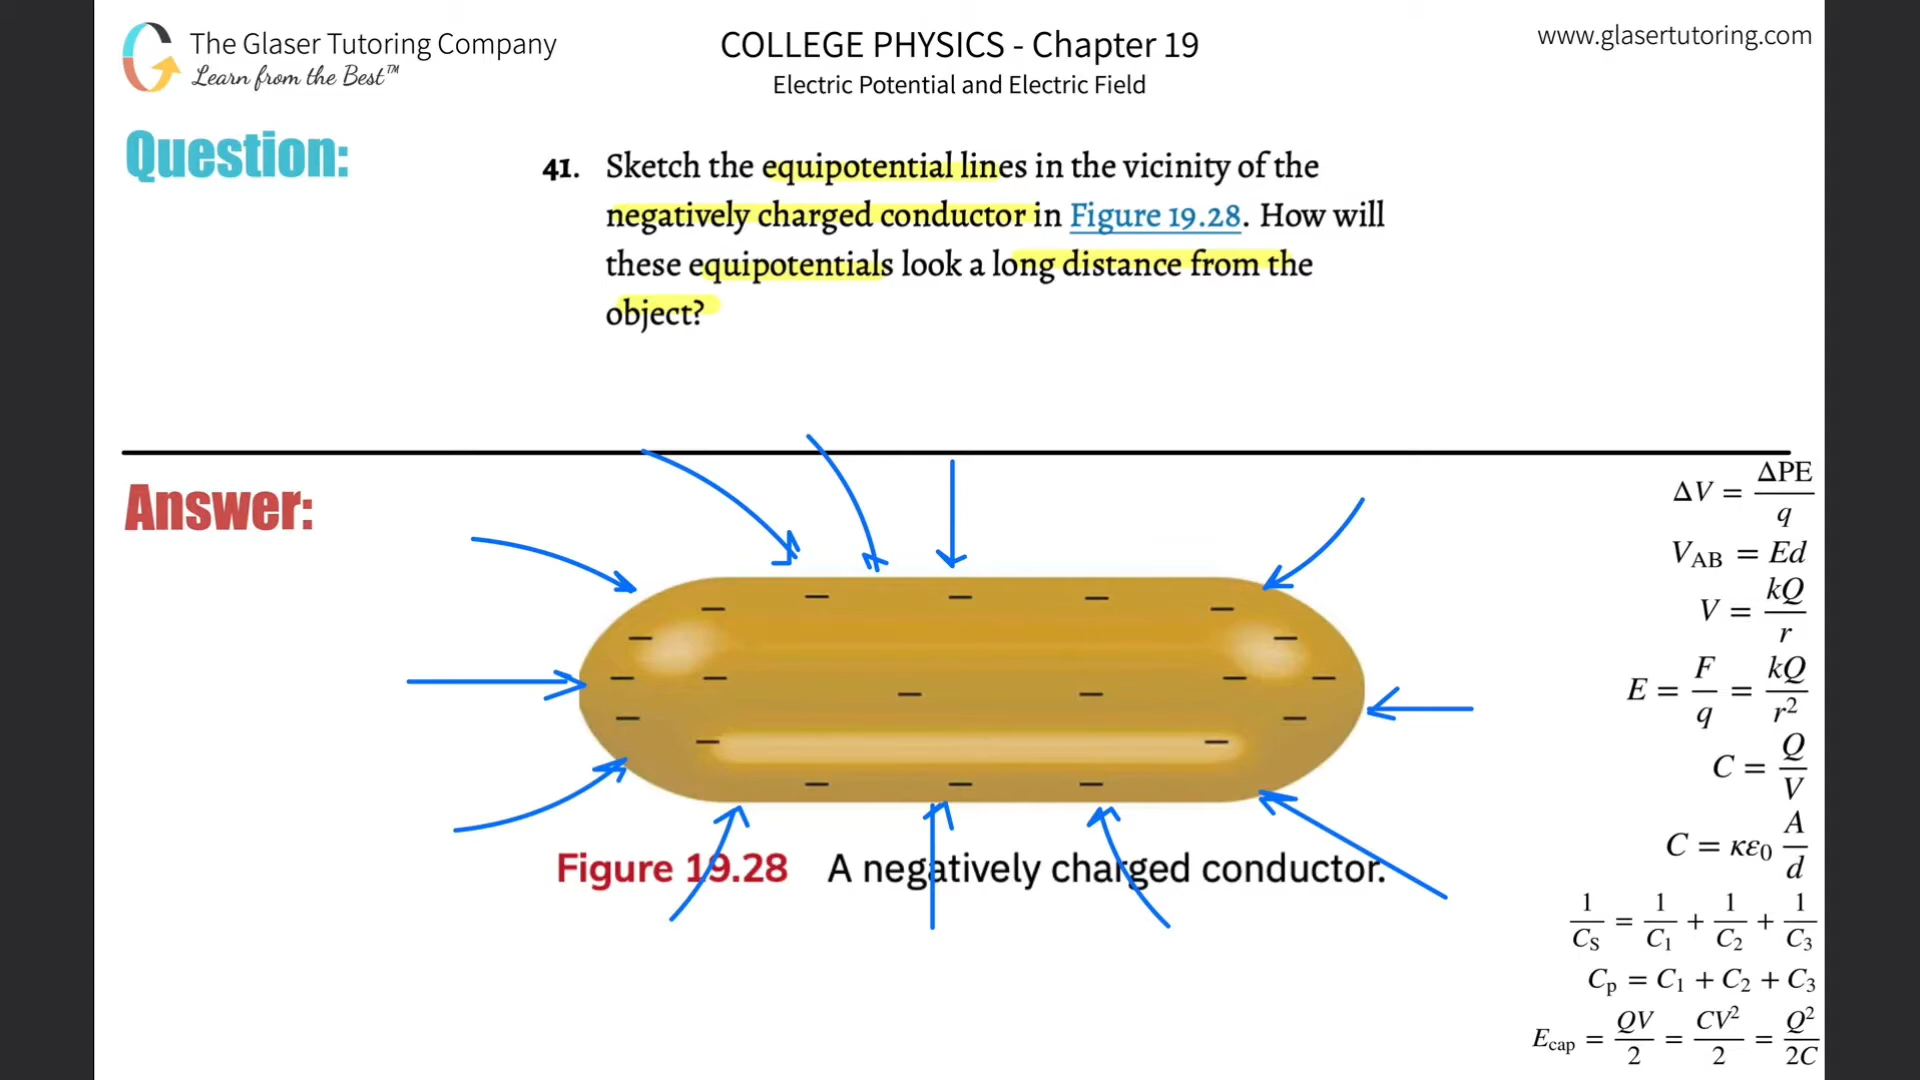 The Glaser Tutoring Company
Learn from the Best™
COLLEGE PHYSICS - Chapter 19
Electric Potential and Electric Field
www.glasertutoring.com
Question:
41. Sketch the equipotential lines in the vicinity of the
negatively charged conductor in Figure 19.28. How will
these equipotentials look a long distance from the
object?
Answer:
Figure 19.28 A negatively charged conductor.
ΔV = ΔPE/q
V_AB = Ed
V = kQ/r
E = F/q = kQ/r²
C = Q/V
C = κε₀ A/d
1/C_S = 1/C₁ + 1/C₂ + 1/C₃
C_p = C₁ + C₂ + C₃
E_cap = QV/2 = CV²/2 = Q²/2C